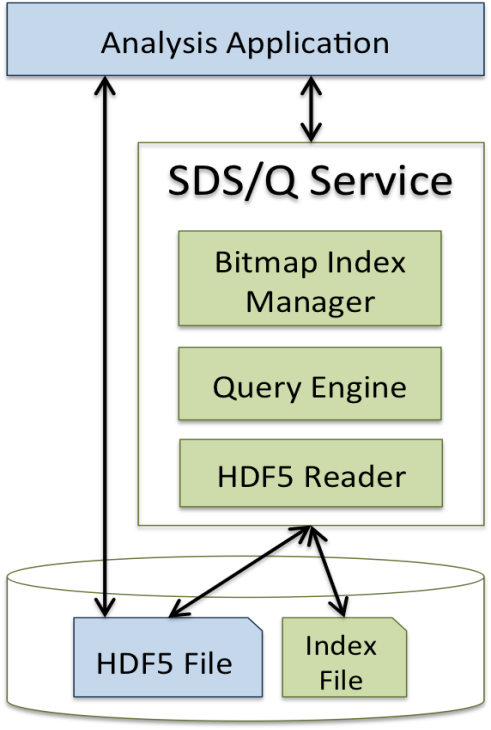 Analysis Application
SDS/Q Service
Bitmap Index
Manager
Query Engine
HDF5 Reader
HDF5 File
Index
File